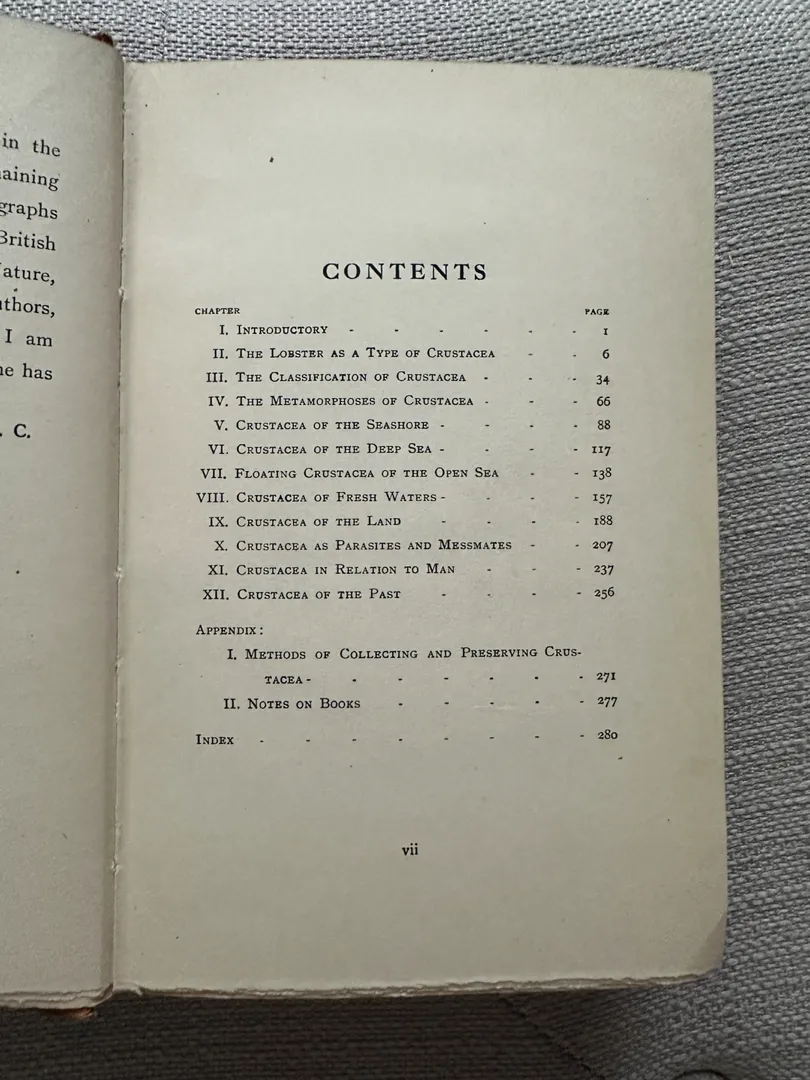 in the
graphs
British
I am
has
. C.
CONTENTS
CHAPTER PAGE
I. INTRODUCTORY - - - - - - 1
II. THE LOBSTER AS A TYPE OF CRUSTACEA - - 6
III. THE CLASSIFICATION OF CRUSTACEA - - - 34
IV. THE METAMORPHOSES OF CRUSTACEA - - - 66
V. CRUSTACEA OF THE SEASHORE - - - - 88
VI. CRUSTACEA OF THE DEEP SEA - - - - 117
VII. FLOATING CRUSTACEA OF THE OPEN SEA - - 138
VIII. CRUSTACEA OF FRESH WATERS - - - - 157
IX. CRUSTACEA OF THE LAND - - - - 188
X. CRUSTACEA AS PARASITES AND MESSMATES - - 207
XI. CRUSTACEA IN RELATION TO MAN - - - 237
XII. CRUSTACEA OF THE PAST - - - - 256
APPENDIX:
I. METHODS OF COLLECTING AND PRESERVING CRUS-
TACEA - - - - - - - 271
II. NOTES ON BOOKS - - - - - 277
INDEX - - - - - - - - 280
vii